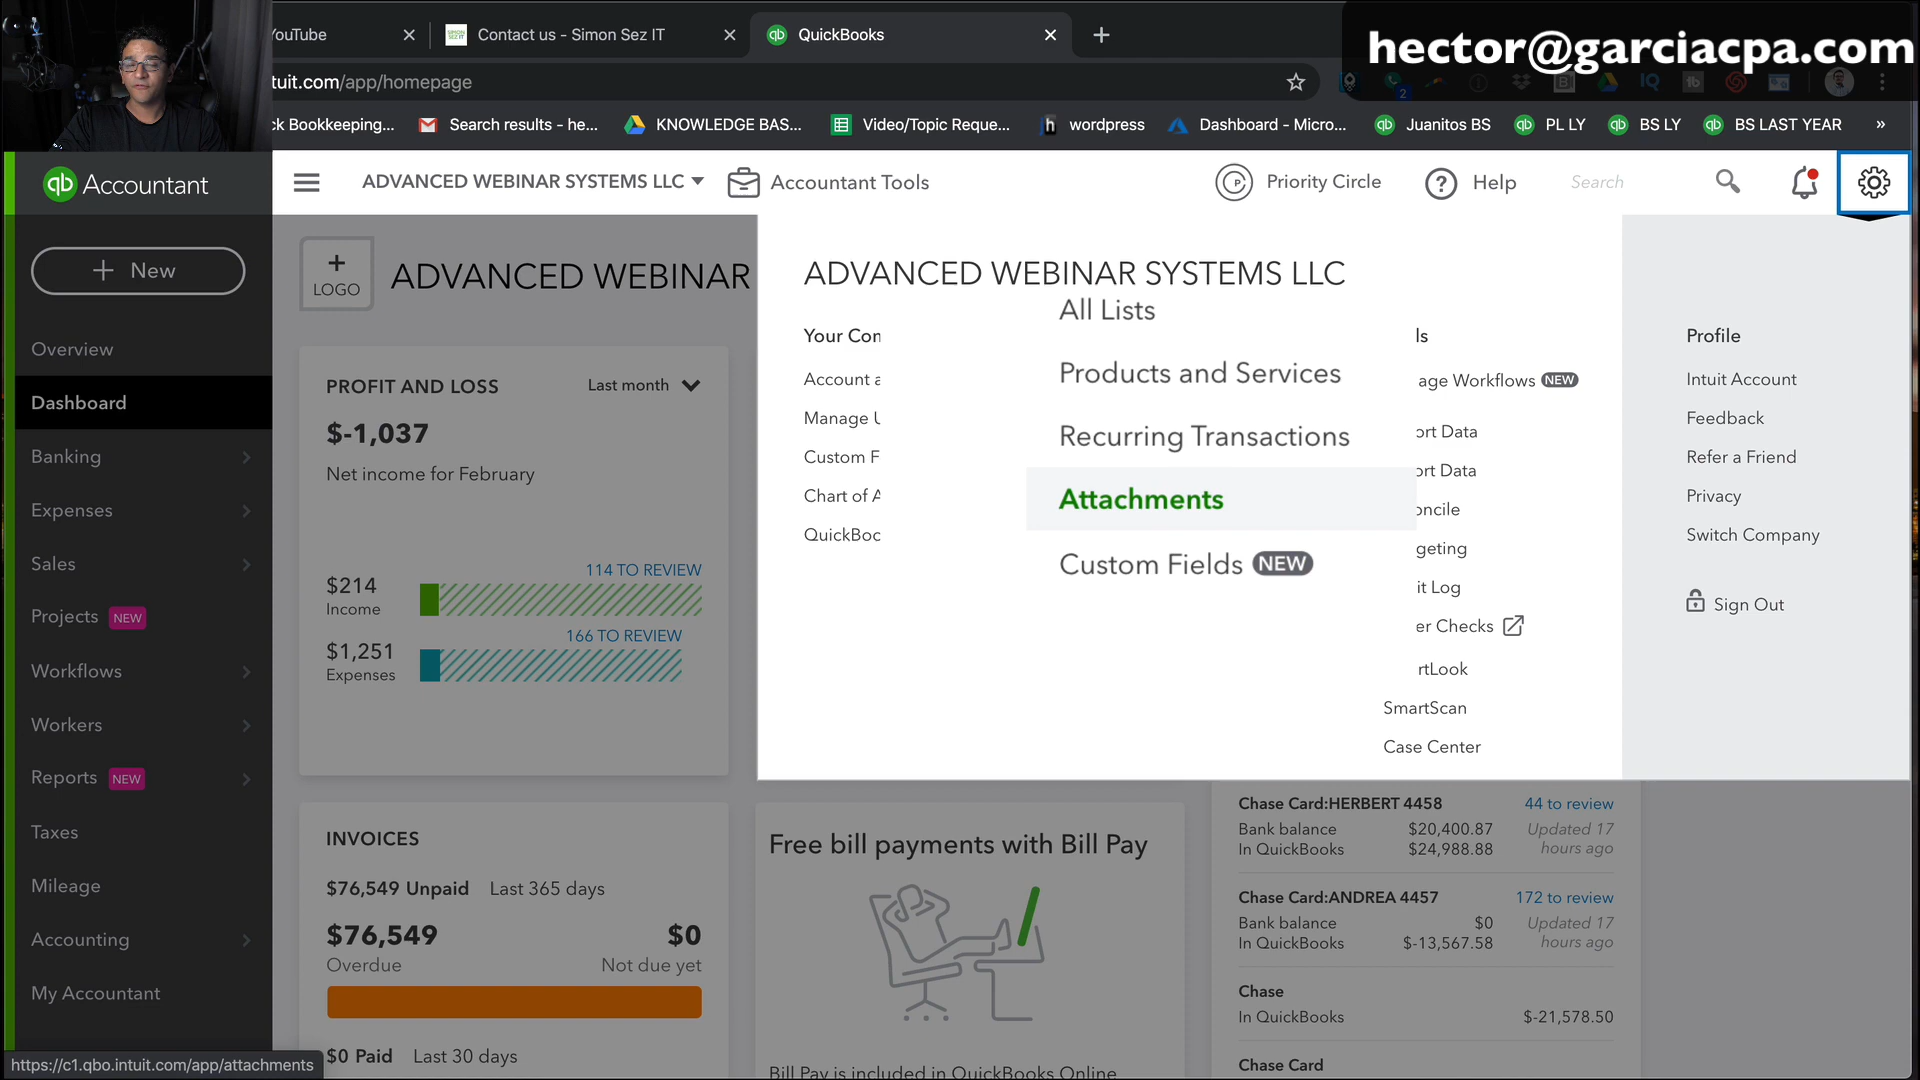 YouTube
Contact us - Simon Sez IT
QuickBooks
hector@garciacpa.com
tuit.com/app/homepage
2
ck Bookkeeping...
Search results - he...
KNOWLEDGE BAS...
Video/Topic Reque...
wordpress
Dashboard - Micro...
Juanitos BS
PL LY
BS LY
BS LAST YEAR
»
qb Accountant
ADVANCED WEBINAR SYSTEMS LLC
Accountant Tools
Priority Circle
Help
Search
+ New
Overview
Dashboard
Banking
Expenses
Sales
Projects NEW
Workflows
Workers
Reports NEW
Taxes
Mileage
Accounting
My Accountant
+
LOGO
ADVANCED WEBINAR
PROFIT AND LOSS
Last month
$-1,037
Net income for February
114 TO REVIEW
$214
Income
166 TO REVIEW
$1,251
Expenses
ADVANCED WEBINAR SYSTEMS LLC
Your Con
Account a
Manage U
Custom F
Chart of A
QuickBoo
All Lists
Products and Services
Recurring Transactions
Attachments
Custom Fields NEW
ls
age Workflows NEW
ort Data
ort Data
oncile
geting
it Log
er Checks
rtLook
SmartScan
Case Center
Profile
Intuit Account
Feedback
Refer a Friend
Privacy
Switch Company
Sign Out
INVOICES
$76,549 Unpaid Last 365 days
$76,549
$0
Overdue
Not due yet
$0 Paid Last 30 days
Free bill payments with Bill Pay
Bill Pay is included in QuickBooks Online
Chase Card:HERBERT 4458
44 to review
Bank balance $20,400.87
Updated 17
In QuickBooks $24,988.88
hours ago
Chase Card:ANDREA 4457
172 to review
Bank balance $0
Updated 17
In QuickBooks $-13,567.58
hours ago
Chase
In QuickBooks $-21,578.50
Chase Card
https://c1.qbo.intuit.com/app/attachments